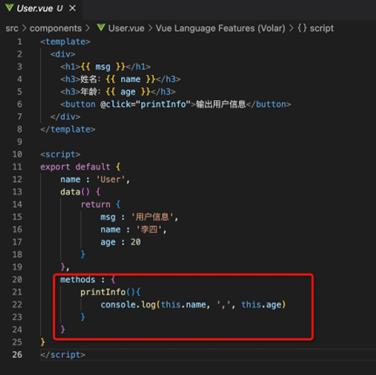 User.vue U ×
src > components > User.vue > Vue Language Features (Volar) > {} script
1 <template>
2 <div>
3 <h1>{{ msg }}</h1>
4 <h3>姓名：{{ name }}</h3>
5 <h3>年龄：{{ age }}</h3>
6 <button @click="printInfo">输出用户信息</button>
7 </div>
8 </template>
9
10 <script>
11 export default {
12 name : 'User',
13 data() {
14 return {
15 msg : '用户信息',
16 name : '李四',
17 age : 20
18 }
19 },
20 methods : {
21 printInfo(){
22 console.log(this.name, ',', this.age)
23 }
24 }
25 }
26 </script>